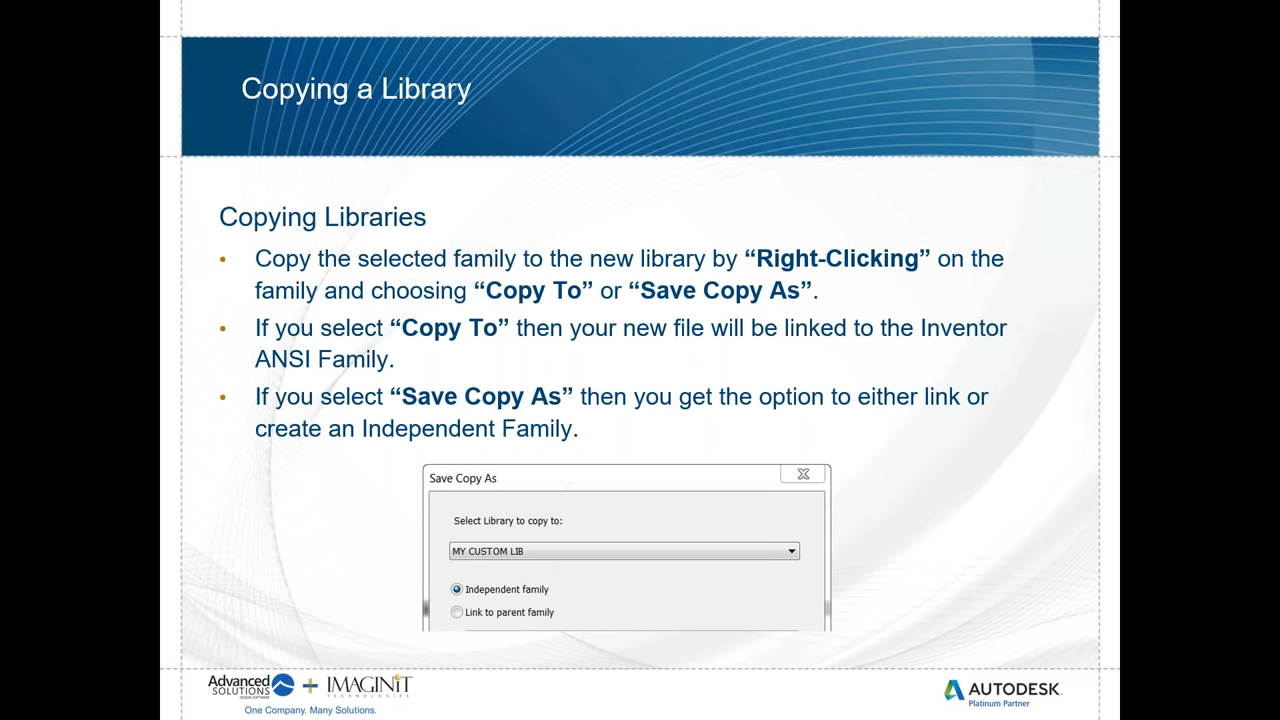 Copying a Library
Copying Libraries
• Copy the selected family to the new library by “Right-Clicking” on the
family and choosing “Copy To” or “Save Copy As”.
• If you select “Copy To” then your new file will be linked to the Inventor
ANSI Family.
• If you select “Save Copy As” then you get the option to either link or
create an Independent Family.
Save Copy As
Select Library to copy to:
MY CUSTOM LIB
Independent family
Link to parent family
Advanced
SOLUTIONS
DESIGN SOFTWARE
+ IMAGINiT
TECHNOLOGIES
One Company. Many Solutions.
AUTODESK
Platinum Partner